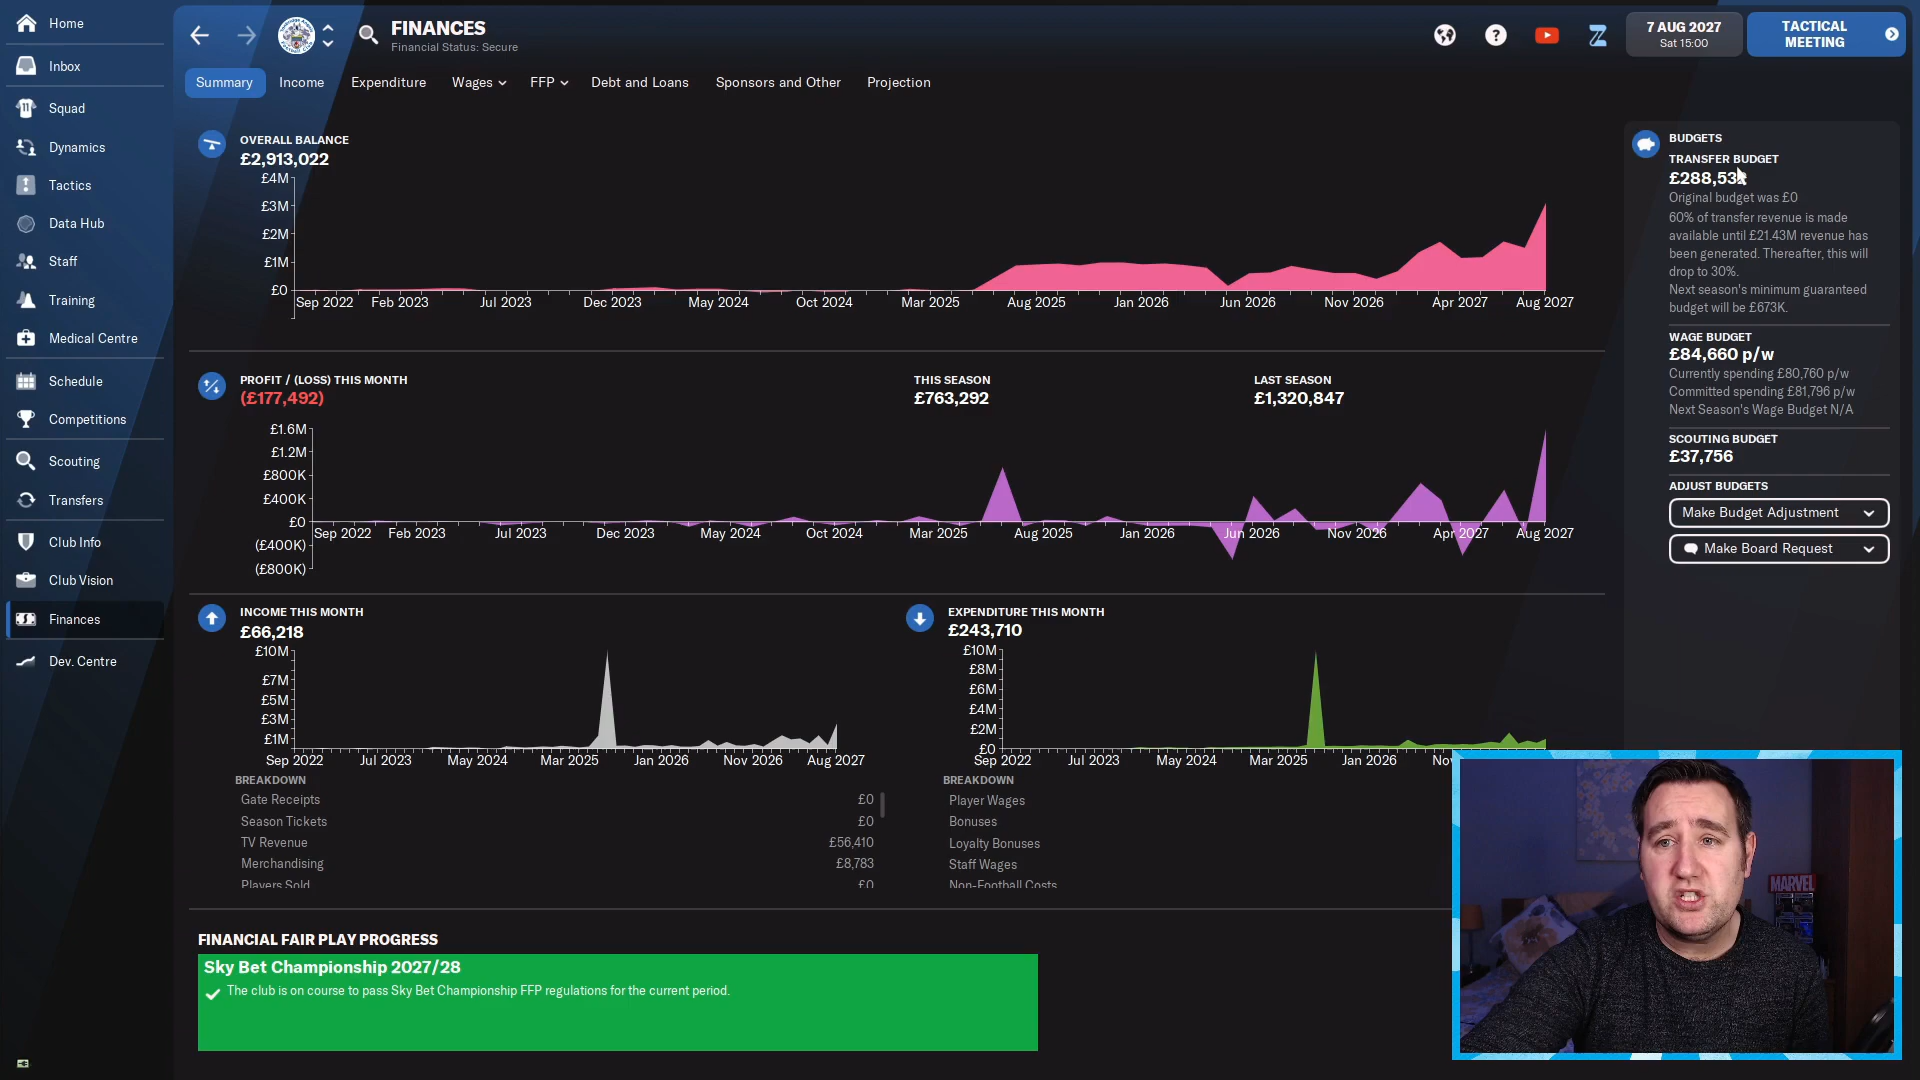 Home
Inbox
Squad
Dynamics
Tactics
Data Hub
Staff
Training
Medical Centre
Schedule
Competitions
Scouting
Transfers
Club Info
Club Vision
Finances
Dev. Centre
FINANCES
Financial Status: Secure
7 AUG 2027
Sat 15:00
TACTICAL
MEETING
Summary
Income
Expenditure
Wages
FFP
Debt and Loans
Sponsors and Other
Projection
OVERALL BALANCE
£2,913,022
£4M
£3M
£2M
£1M
£0
Sep 2022 Feb 2023 Jul 2023 Dec 2023 May 2024 Oct 2024 Mar 2025 Aug 2025 Jan 2026 Jun 2026 Nov 2026 Apr 2027 Aug 2027
PROFIT / (LOSS) THIS MONTH
(£177,492)
THIS SEASON
£763,292
LAST SEASON
£1,320,847
£1.6M
£1.2M
£800K
£400K
£0
(£400K)
(£800K)
Sep 2022 Feb 2023 Jul 2023 Dec 2023 May 2024 Oct 2024 Mar 2025 Aug 2025 Jan 2026 Jun 2026 Nov 2026 Apr 2027 Aug 2027
INCOME THIS MONTH
£66,218
£10M
£7M
£5M
£3M
£1M
Sep 2022 Jul 2023 May 2024 Mar 2025 Jan 2026 Nov 2026 Aug 2027
BREAKDOWN
Gate Receipts £0
Season Tickets £0
TV Revenue £56,410
Merchandising £8,783
Players Sold £0
EXPENDITURE THIS MONTH
£243,710
£10M
£8M
£6M
£4M
£2M
£0
Sep 2022 Jul 2023 May 2024 Mar 2025 Jan 2026
BREAKDOWN
Player Wages
Bonuses
Loyalty Bonuses
Staff Wages
Non-Football Costs
FINANCIAL FAIR PLAY PROGRESS
Sky Bet Championship 2027/28
The club is on course to pass Sky Bet Championship FFP regulations for the current period.
BUDGETS
TRANSFER BUDGET
Original budget was £0
60% of transfer revenue is made
available until £21.43M revenue has
been generated. Thereafter, this will
drop to 30%.
Next season's minimum guaranteed
budget will be £673K.
WAGE BUDGET
£84,660 p/w
Currently spending £80,760 p/w
Committed spending £81,796 p/w
Next Season's Wage Budget N/A
SCOUTING BUDGET
£37,756
ADJUST BUDGETS
Make Budget Adjustment
Make Board Request
MARVEL